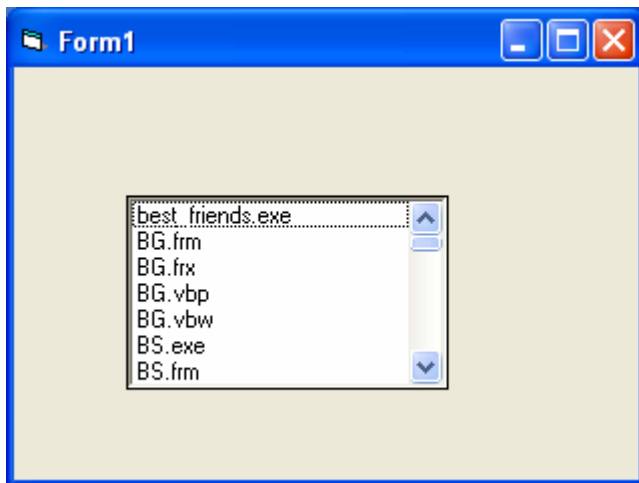 Form1
best_friends.exe
BG.frm
BG.frx
BG.vbp
BG.vbw
BS.exe
BS.frm